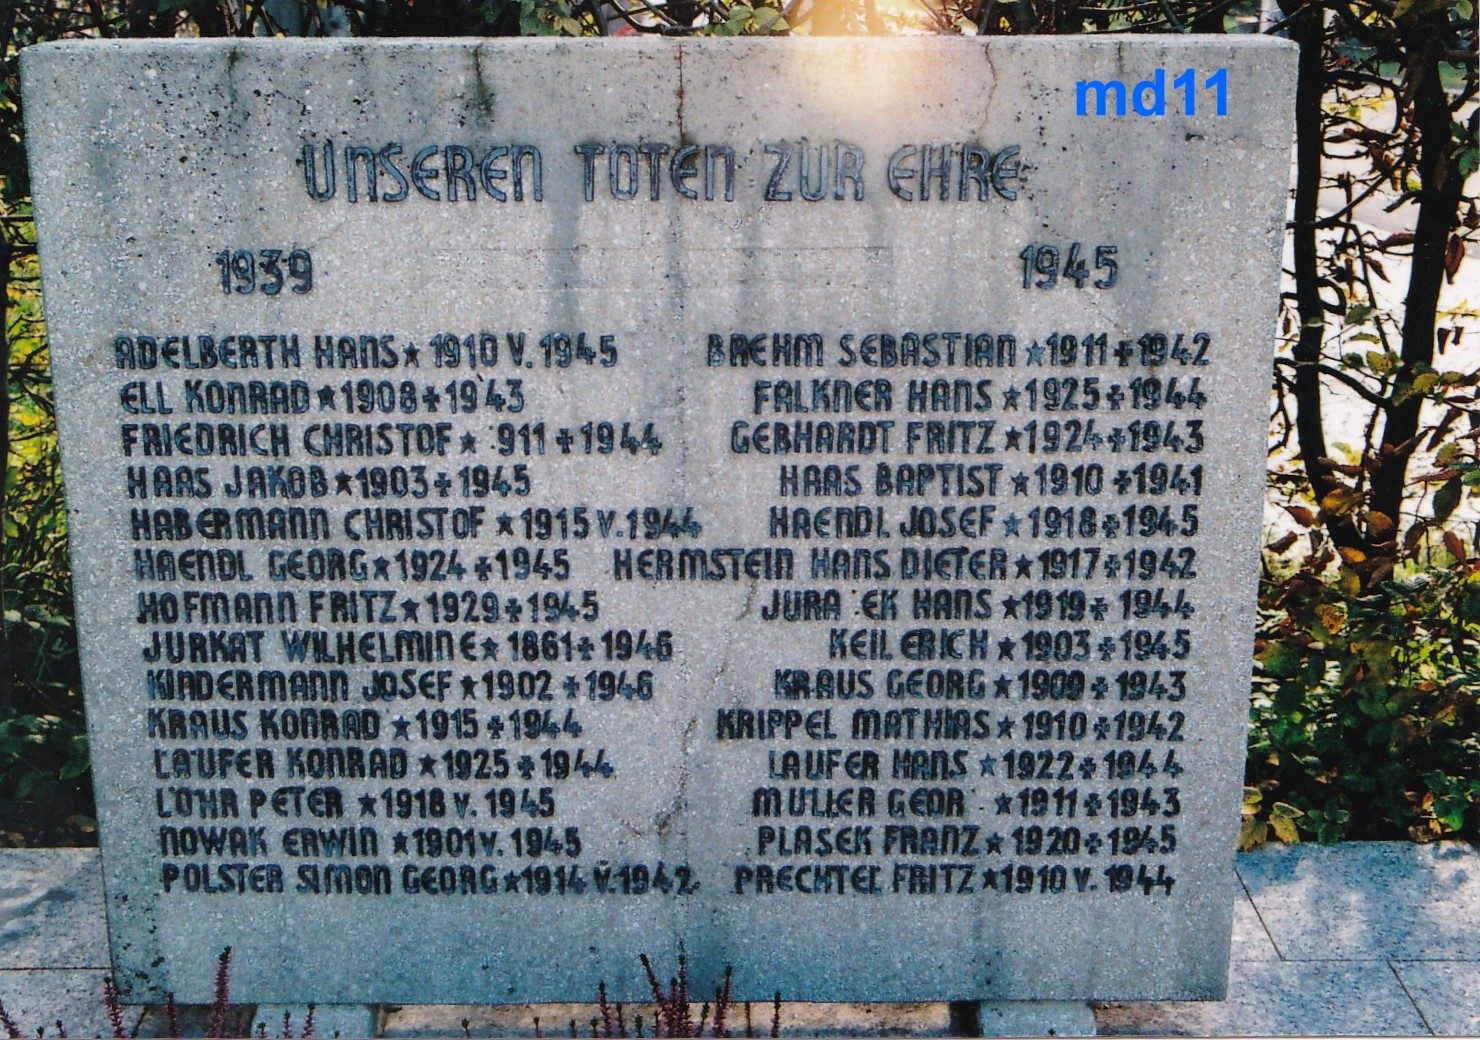 md11
UNSEREN TOTEN ZUR EHRE
1939 1945
ADELBERTH HANS ★ 1910 V. 1945 BREHM SEBASTIAN ★ 1911 ✝ 1942
ELL KONRAD ★ 1908 ✝ 1943 FALKNER HANS ★ 1925 ✝ 1944
FRIEDRICH CHRISTOF ★ 911 ✝ 1944 GEBHARDT FRITZ ★ 1924 ✝ 1943
HAAS JAKOB ★ 1903 ✝ 1945 HAAS BAPTIST ★ 1910 ✝ 1941
HABERMANN CHRISTOF ★ 1915 V. 1944 HAENDL JOSEF ★ 1918 ✝ 1945
HAENDL GEORG ★ 1924 ✝ 1945 HERMSTEIN HANS DIETER ★ 1917 ✝ 1942
HOFMANN FRITZ ★ 1929 ✝ 1945 HANS ★ 1919 ✝ 1944
JURKAT WILHELMINE ★ 1861 ✝ 1946 KEIL ERICH ★ 1903 ✝ 1945
KINDERMANN JOSEF ★ 1902 ✝ 1946 KRAUS GEORG ★ 1909 ✝ 1943
KRAUS KONRAD ★ 1915 ✝ 1944 KRIPPEL MATHIAS ★ 1910 ✝ 1942
LAUFER KONRAD ★ 1925 ✝ 1944 LAUFER HANS ★ 1922 ✝ 1944
LÖHR PETER ★ 1918 V. 1945 MULLER GEOR ★ 1911 ✝ 1943
NOWAK ERWIN ★ 1901 V. 1945 PLASEK FRANZ ★ 1920 ✝ 1945
POLSTER SIMON GEORG ★ 1914 V. 1942 PRECHTEL FRITZ ★ 1910 V. 1944